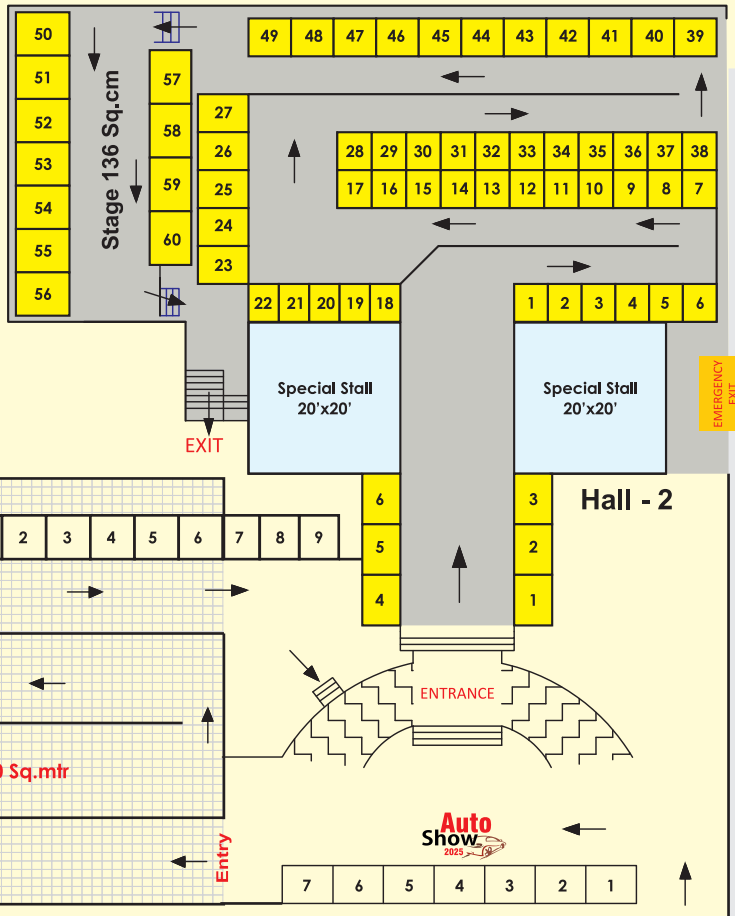 50
49 48 47 46 45 44 43 42 41 40 39
51
57
Stage 136 Sq.cm
52
58
27
53
26
28 29 30 31 32 33 34 35 36 37 38
59
25
17 16 15 14 13 12 11 10 9 8 7
54
24
55
60
23
56
22 21 20 19 18
1 2 3 4 5 6
Special Stall
20'x20'
Special Stall
20'x20'
EMERGENCY
EXIT
EXIT
6
3
Hall - 2
2 3 4 5 6 7 8 9
5
2
4
1
ENTRANCE
0 Sq.mtr
Auto
Show
2025
Entry
7 6 5 4 3 2 1